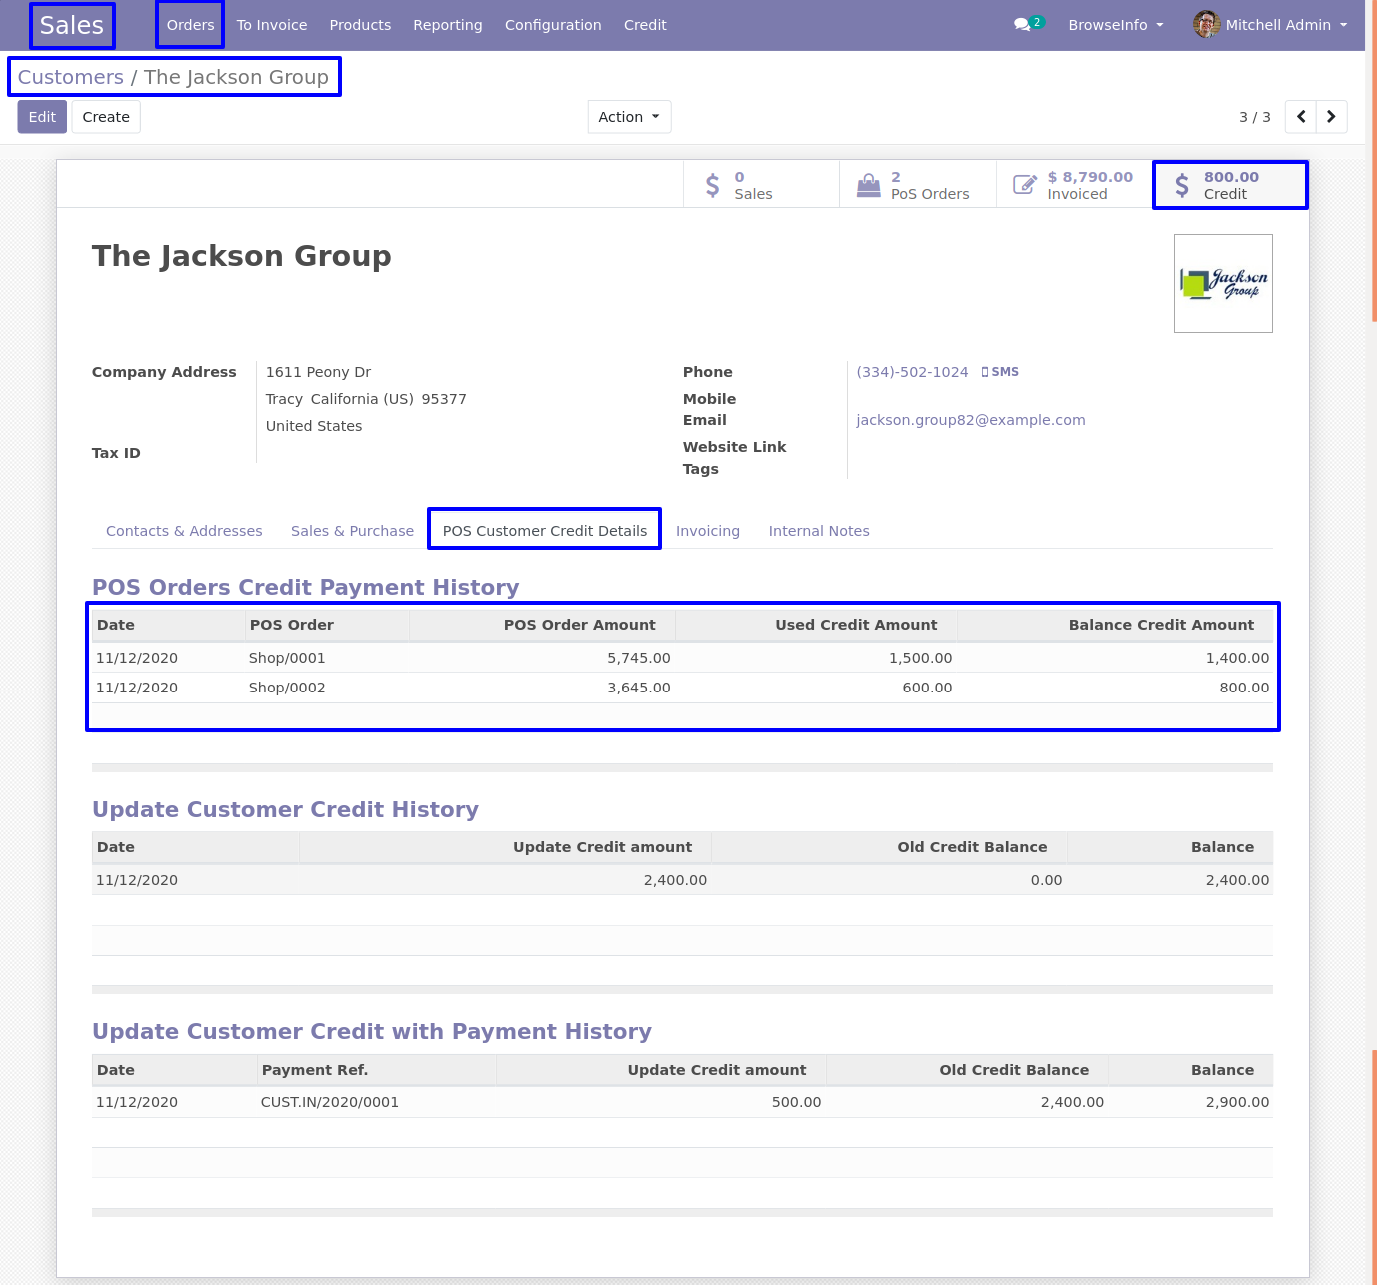 Sales Orders To Invoice Products Reporting Configuration Credit 2 BrowseInfo Mitchell Admin
Customers / The Jackson Group
Edit Create Action 3 / 3
0 2 $ 8,790.00 800.00
Sales PoS Orders Invoiced Credit
The Jackson Group
Jackson
Group
Company Address 1611 Peony Dr Phone (334)-502-1024 SMS
Tracy California (US) 95377 Mobile
United States Email jackson.group82@example.com
Tax ID Website Link
Tags
Contacts & Addresses Sales & Purchase POS Customer Credit Details Invoicing Internal Notes
POS Orders Credit Payment History
Date POS Order POS Order Amount Used Credit Amount Balance Credit Amount
11/12/2020 Shop/0001 5,745.00 1,500.00 1,400.00
11/12/2020 Shop/0002 3,645.00 600.00 800.00
Update Customer Credit History
Date Update Credit amount Old Credit Balance Balance
11/12/2020 2,400.00 0.00 2,400.00
Update Customer Credit with Payment History
Date Payment Ref. Update Credit amount Old Credit Balance Balance
11/12/2020 CUST.IN/2020/0001 500.00 2,400.00 2,900.00